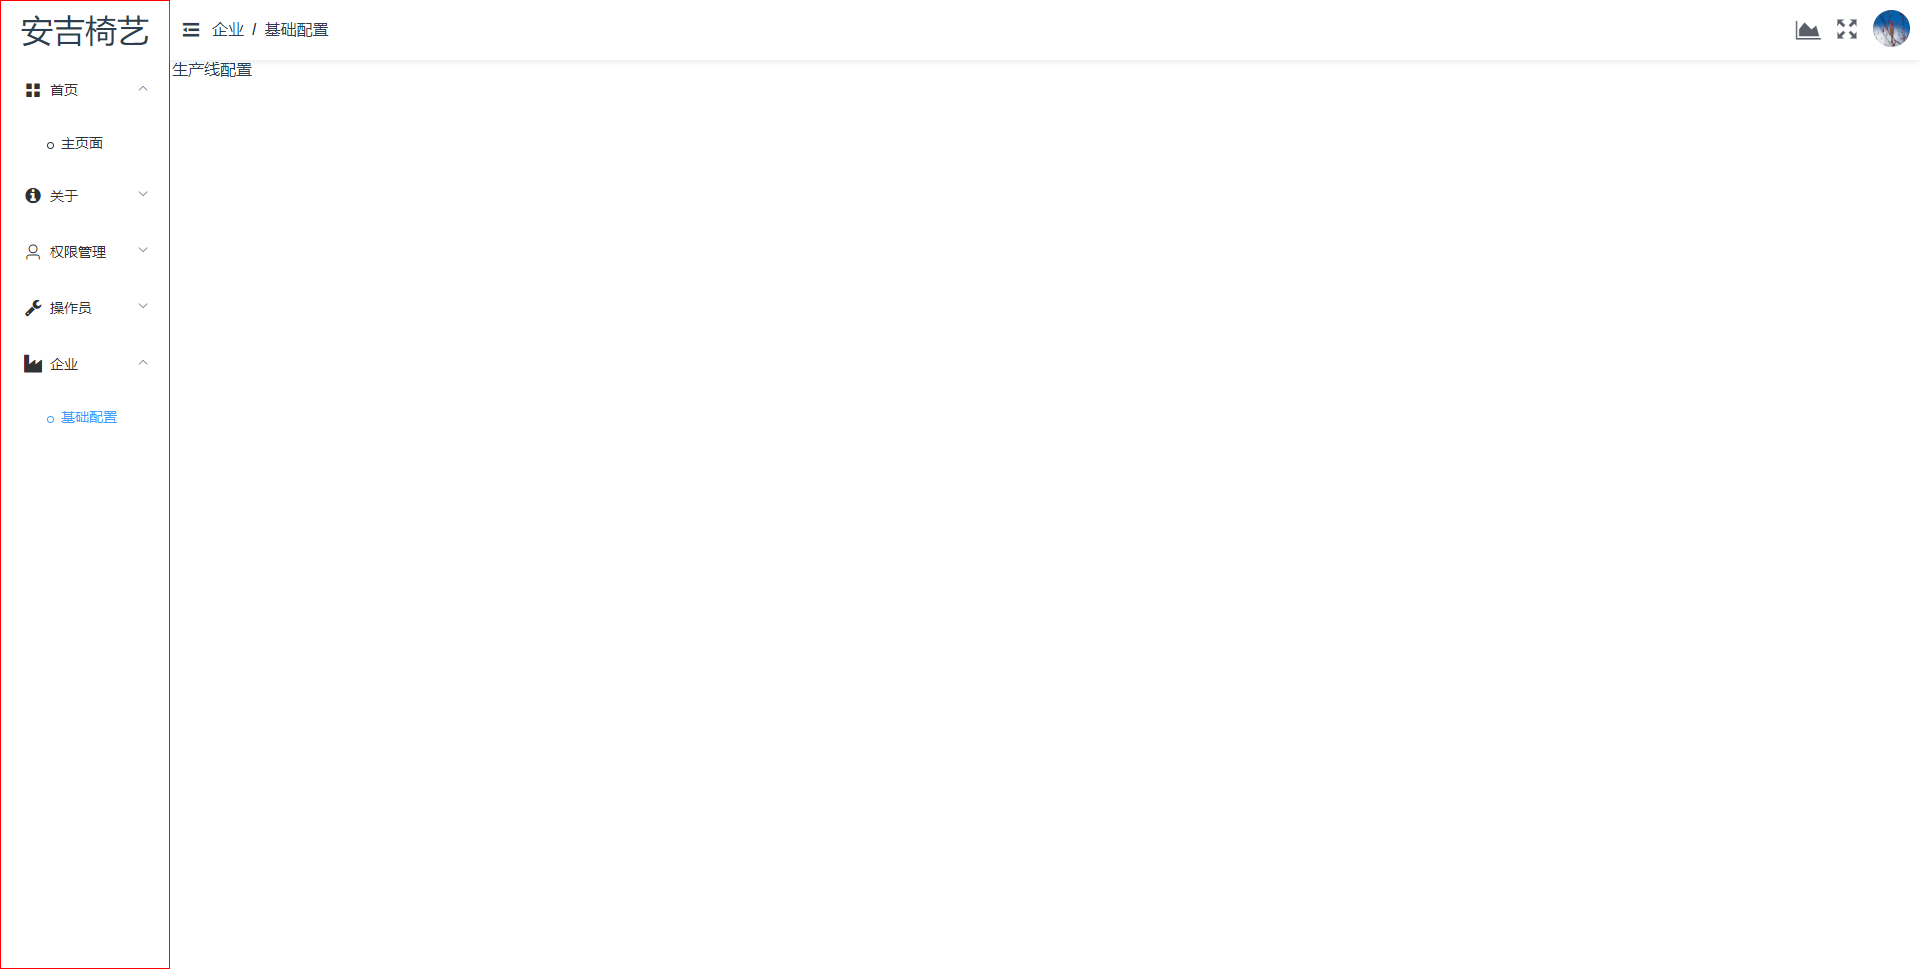 安吉椅艺
首页
主页面
关于
权限管理
操作员
企业
基础配置
企业 / 基础配置
生产线配置